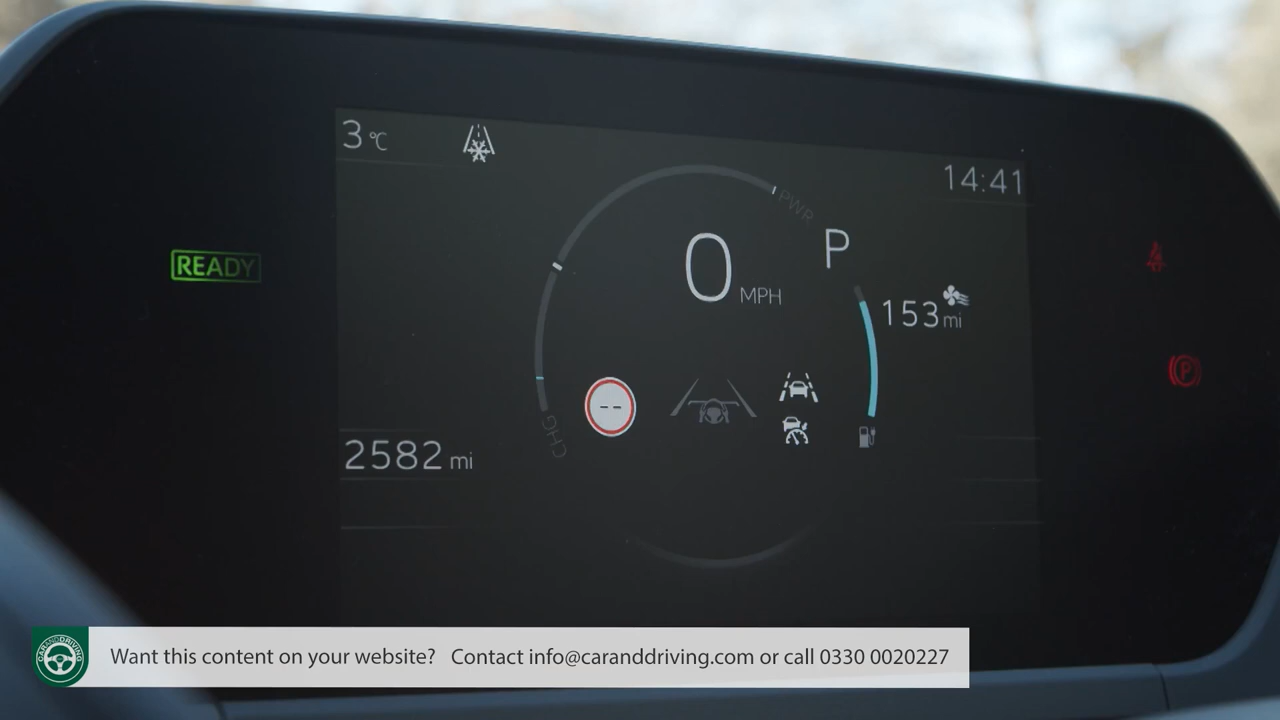 3 °C
14:41
PWR
P
0 MPH
READY
153 mi
--
CHG
2582 mi
P
CARANDDRIVING
Want this content on your website? Contact info@caranddriving.com or call 0330 0020227